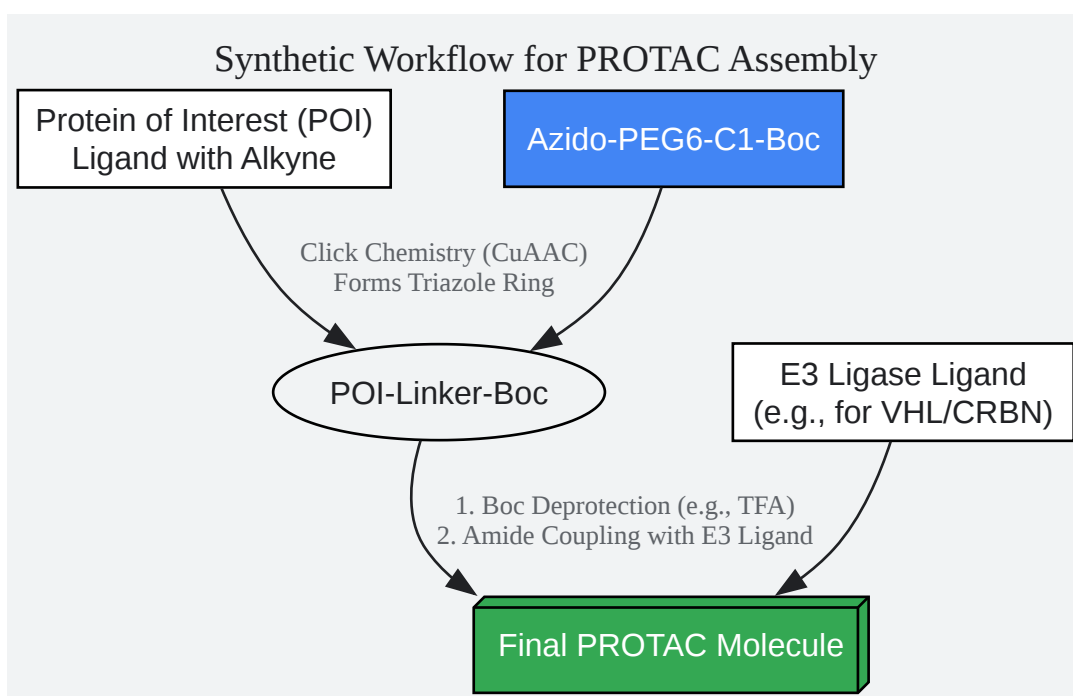 Synthetic Workflow for PROTAC Assembly
Protein of Interest (POI)
Ligand with Alkyne
Azido-PEG6-C1-Boc
Click Chemistry (CuAAC)
Forms Triazole Ring
POI-Linker-Boc
E3 Ligase Ligand
(e.g., for VHL/CRBN)
1. Boc Deprotection (e.g., TFA)
2. Amide Coupling with E3 Ligand
Final PROTAC Molecule